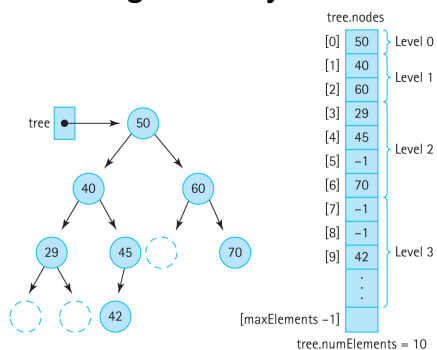 tree.nodes
[0] 50 Level 0
[1] 40
Level 1
[2] 60
[3] 29
[4] 45
Level 2
[5] –1
[6] 70
[7] –1
[8] –1
[9] 42
Level 3
.
.
.
[maxElements –1]
tree.numElements = 10
tree
50
40
60
29
45
70
42